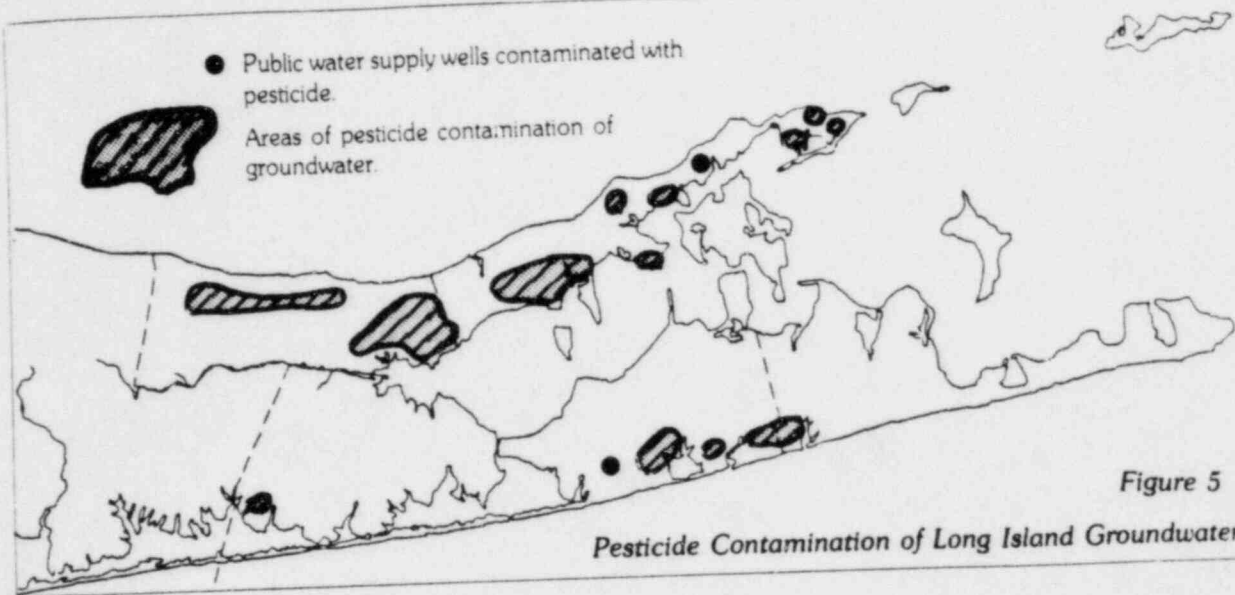 Public water supply wells contaminated with
pesticide.
Areas of pesticide contamination of
groundwater.
Figure 5
Pesticide Contamination of Long Island Groundwater